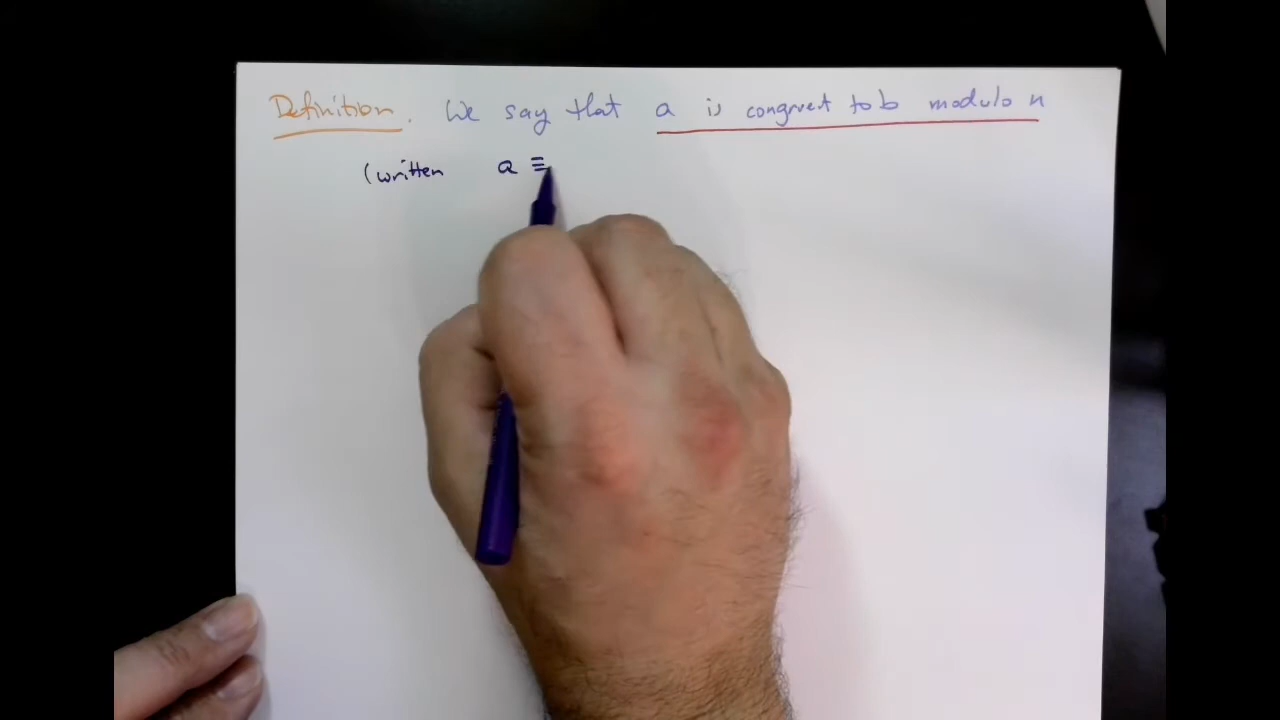 Definition. We say that a is congruent to b modulo n
(written a ≡